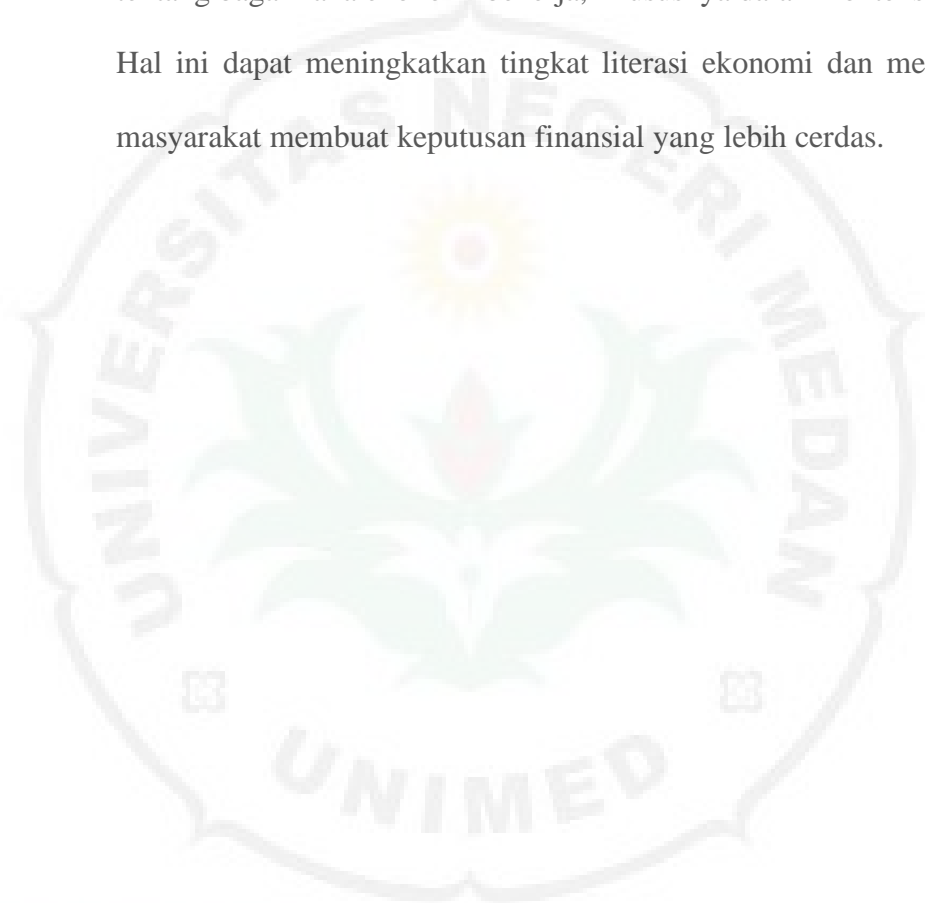 Hal ini dapat meningkatkan tingkat literasi ekonomi dan me
masyarakat membuat keputusan finansial yang lebih cerdas.
UNIVERSITAS NEGERI MEDAN
UNIMED